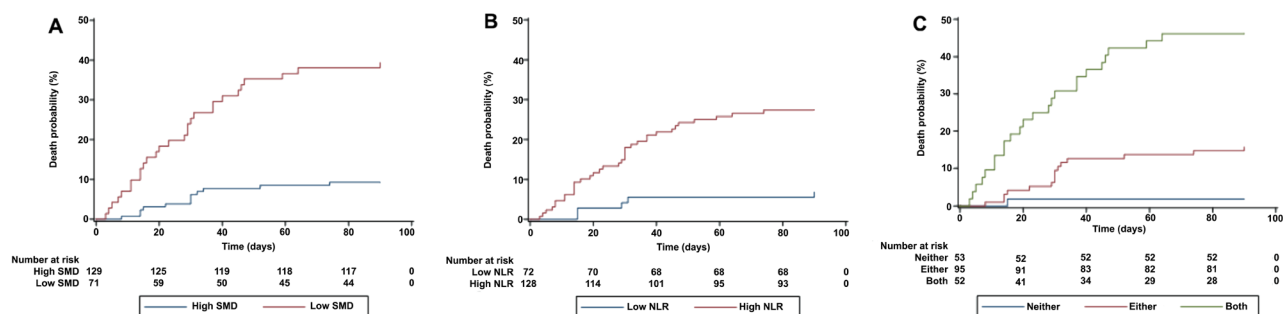 A
Death probability (%)
50
40
30
20
10
0
0 20 40 60 80 100
Time (days)
Number at risk
High SMD 129 125 119 118 117 0
Low SMD 71 59 50 45 44 0
High SMD Low SMD
B
Death probability (%)
50
40
30
20
10
0
0 20 40 60 80 100
Time (days)
Number at risk
Low NLR 72 70 68 68 68 0
High NLR 128 114 101 95 93 0
Low NLR High NLR
C
Death probability (%)
50
40
30
20
10
0
0 20 40 60 80 100
Time (days)
Number at risk
Neither 53 52 52 52 52 0
Either 95 91 83 82 81 0
Both 52 41 34 29 28 0
Neither Either Both